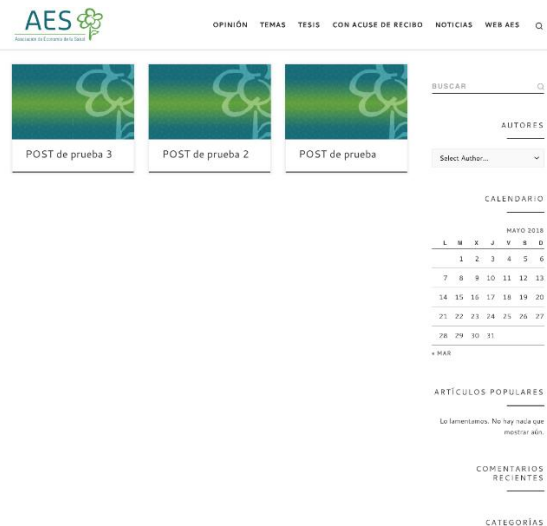 AES
Asociación de Economía de la Salud
OPINIÓN TEMAS TESIS CON ACUSE DE RECIBO NOTICIAS WEB AES
POST de prueba 3
POST de prueba 2
POST de prueba
BUSCAR
AUTORES
Select Author...
CALENDARIO
MAYO 2018
L M X J V S D
1 2 3 4 5 6
7 8 9 10 11 12 13
14 15 16 17 18 19 20
21 22 23 24 25 26 27
28 29 30 31
« MAR
ARTÍCULOS POPULARES
Lo lamentamos. No hay nada que
mostrar aún.
COMENTARIOS
RECIENTES
CATEGORÍAS